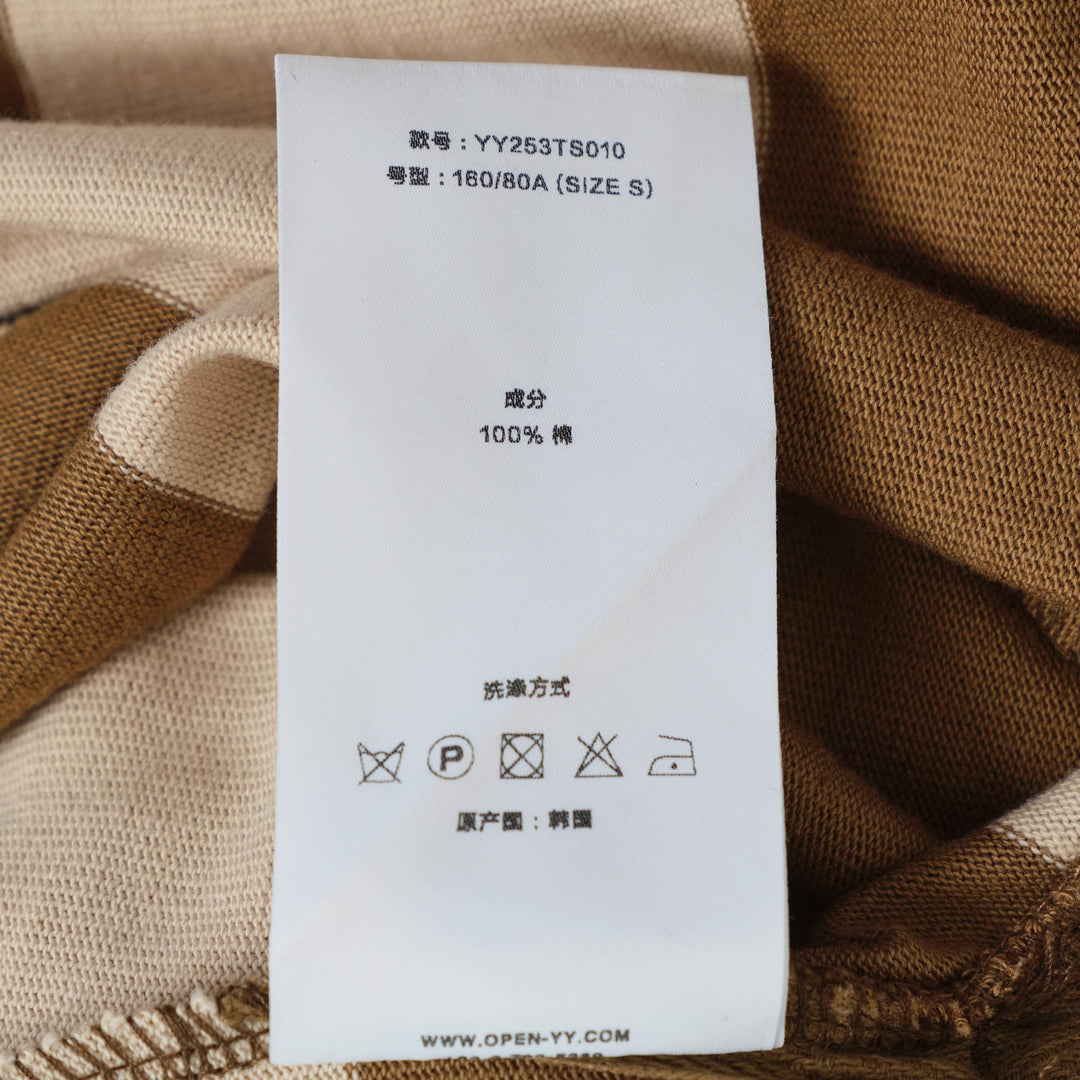 款号：YY253TS010
号型：160/80A (SIZE S)
成分
100% 棉
洗涤方式
P
原产国：韩国
WWW.OPEN-YY.COM